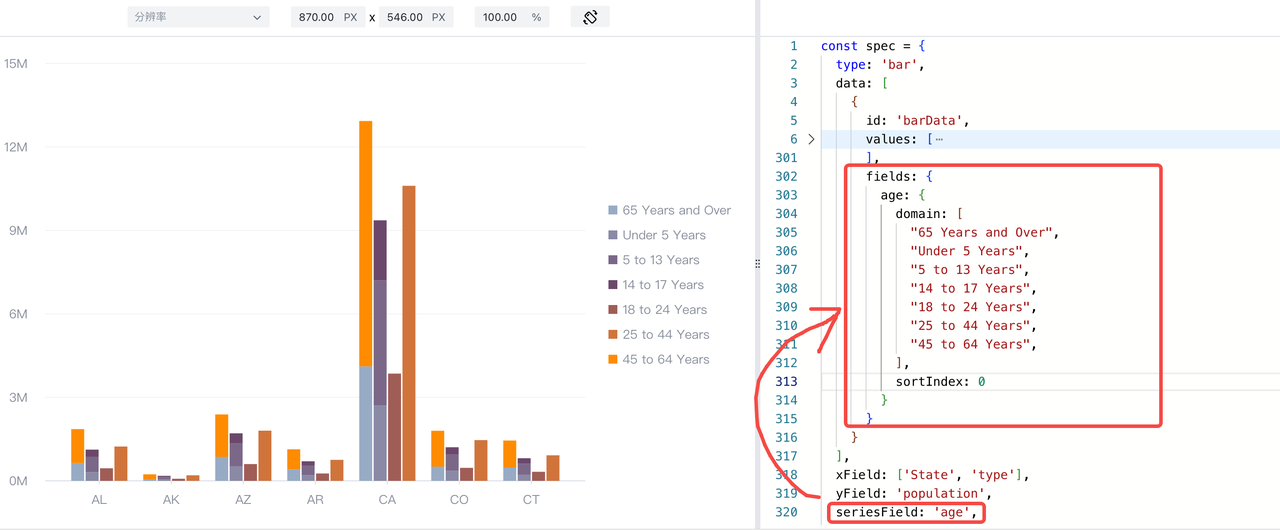 分辨率 870.00 PX x 546.00 PX 100.00 %
15M
12M
9M
6M
3M
0M
AL AK AZ AR CA CO CT
65 Years and Over
Under 5 Years
5 to 13 Years
14 to 17 Years
18 to 24 Years
25 to 44 Years
45 to 64 Years
1 const spec = {
2 type: 'bar',
3 data: [
4 {
5 id: 'barData',
6 values: [⋯
301 ],
302 fields: {
303 age: {
304 domain: [
305 "65 Years and Over",
306 "Under 5 Years",
307 "5 to 13 Years",
308 "14 to 17 Years",
309 "18 to 24 Years",
310 "25 to 44 Years",
311 "45 to 64 Years",
312 ],
313 sortIndex: 0
314 }
315 }
316 }
317 ],
318 xField: ['State', 'type'],
319 yField: 'population',
320 seriesField: 'age',